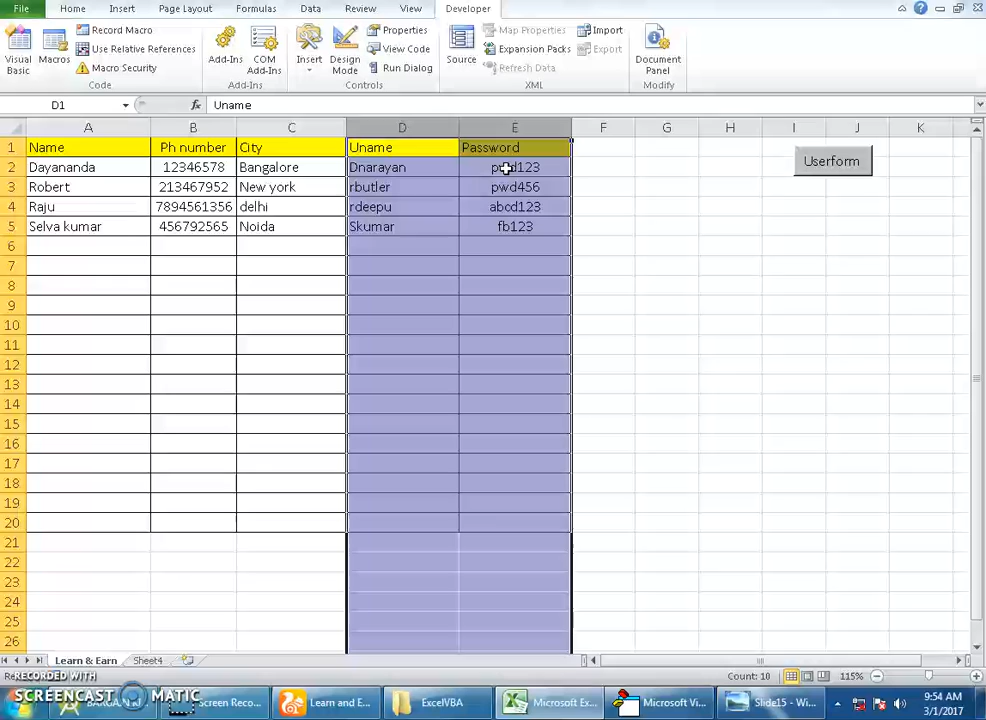 File Home Insert Page Layout Formulas Data Review View Developer
Visual Basic
Macros
Record Macro
Use Relative References
Macro Security
Code
Add-Ins
COM Add-Ins
Add-Ins
Insert
Design Mode
Properties
View Code
Run Dialog
Controls
Source
Map Properties
Expansion Packs
Refresh Data
Import
Export
XML
Document Panel
Modify
D1 fx Uname
A B C D E F G H I J K
1 Name Ph number City Uname Password
2 Dayananda 12346578 Bangalore Dnarayan pwd123
3 Robert 213467952 New york rbutler pwd456
4 Raju 7894561356 delhi rdeepu abcd123
5 Selva kumar 456792565 Noida Skumar fb123
Userform
6
7
8
9
10
11
12
13
14
15
16
17
18
19
20
21
22
23
24
25
26
Learn & Earn Sheet4
RECORDED WITH
Count: 10 115%
SCREENCAST MATIC
Screen Reco...
Learn and E...
ExcelVBA
Microsoft Ex...
Microsoft Vi...
Slide15 - Wi...
9:54 AM
3/1/2017